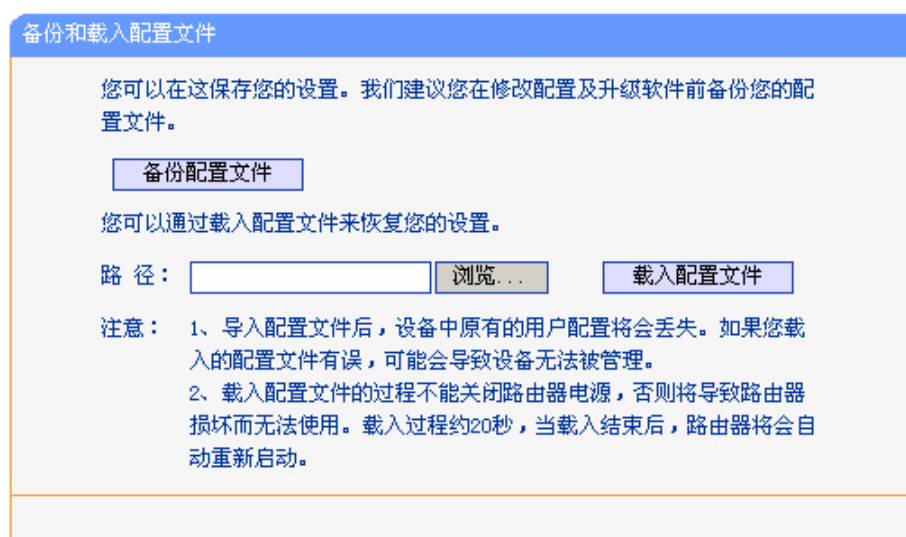 备份和载入配置文件
您可以在这保存您的设置。我们建议您在修改配置及升级软件前备份您的配
置文件。
备份配置文件
您可以通过载入配置文件来恢复您的设置。
路 径： 浏览... 载入配置文件
注意： 1、导入配置文件后，设备中原有的用户配置将会丢失。如果您载
入的配置文件有误，可能会导致设备无法被管理。
2、载入配置文件的过程不能关闭路由器电源，否则将导致路由器
损坏而无法使用。载入过程约20秒，当载入结束后，路由器将会自
动重新启动。